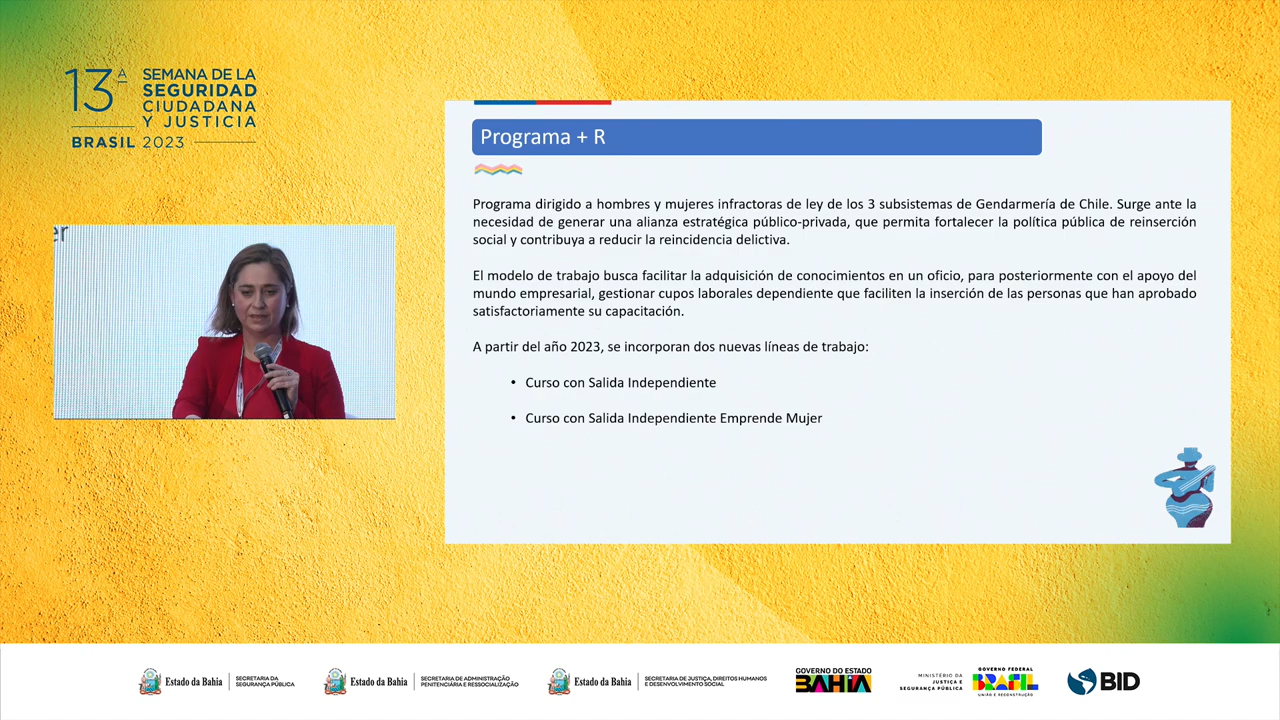 13ª
SEMANA DE LA
SEGURIDAD
CIUDADANA
Y JUSTICIA
BRASIL 2023
er
Programa + R
Programa dirigido a hombres y mujeres infractoras de ley de los 3 subsistemas de Gendarmería de Chile. Surge ante la
necesidad de generar una alianza estratégica público-privada, que permita fortalecer la política pública de reinserción
social y contribuya a reducir la reincidencia delictiva.
El modelo de trabajo busca facilitar la adquisición de conocimientos en un oficio, para posteriormente con el apoyo del
mundo empresarial, gestionar cupos laborales dependiente que faciliten la inserción de las personas que han aprobado
satisfactoriamente su capacitación.
A partir del año 2023, se incorporan dos nuevas líneas de trabajo:
• Curso con Salida Independiente
• Curso con Salida Independiente Emprende Mujer
Estado da Bahia
SECRETARIA DA
SEGURANÇA PÚBLICA
Estado da Bahia
SECRETARIA DE ADMINISTRAÇÃO
PENITENCIÁRIA E RESSOCIALIZAÇÃO
Estado da Bahia
SECRETARIA DE JUSTIÇA, DIREITOS HUMANOS
E DESENVOLVIMENTO SOCIAL
GOVERNO DO ESTADO
BAHIA
MINISTÉRIO DA
JUSTIÇA E
SEGURANÇA PÚBLICA
GOVERNO FEDERAL
BRASIL
UNIÃO E RECONSTRUÇÃO
BID